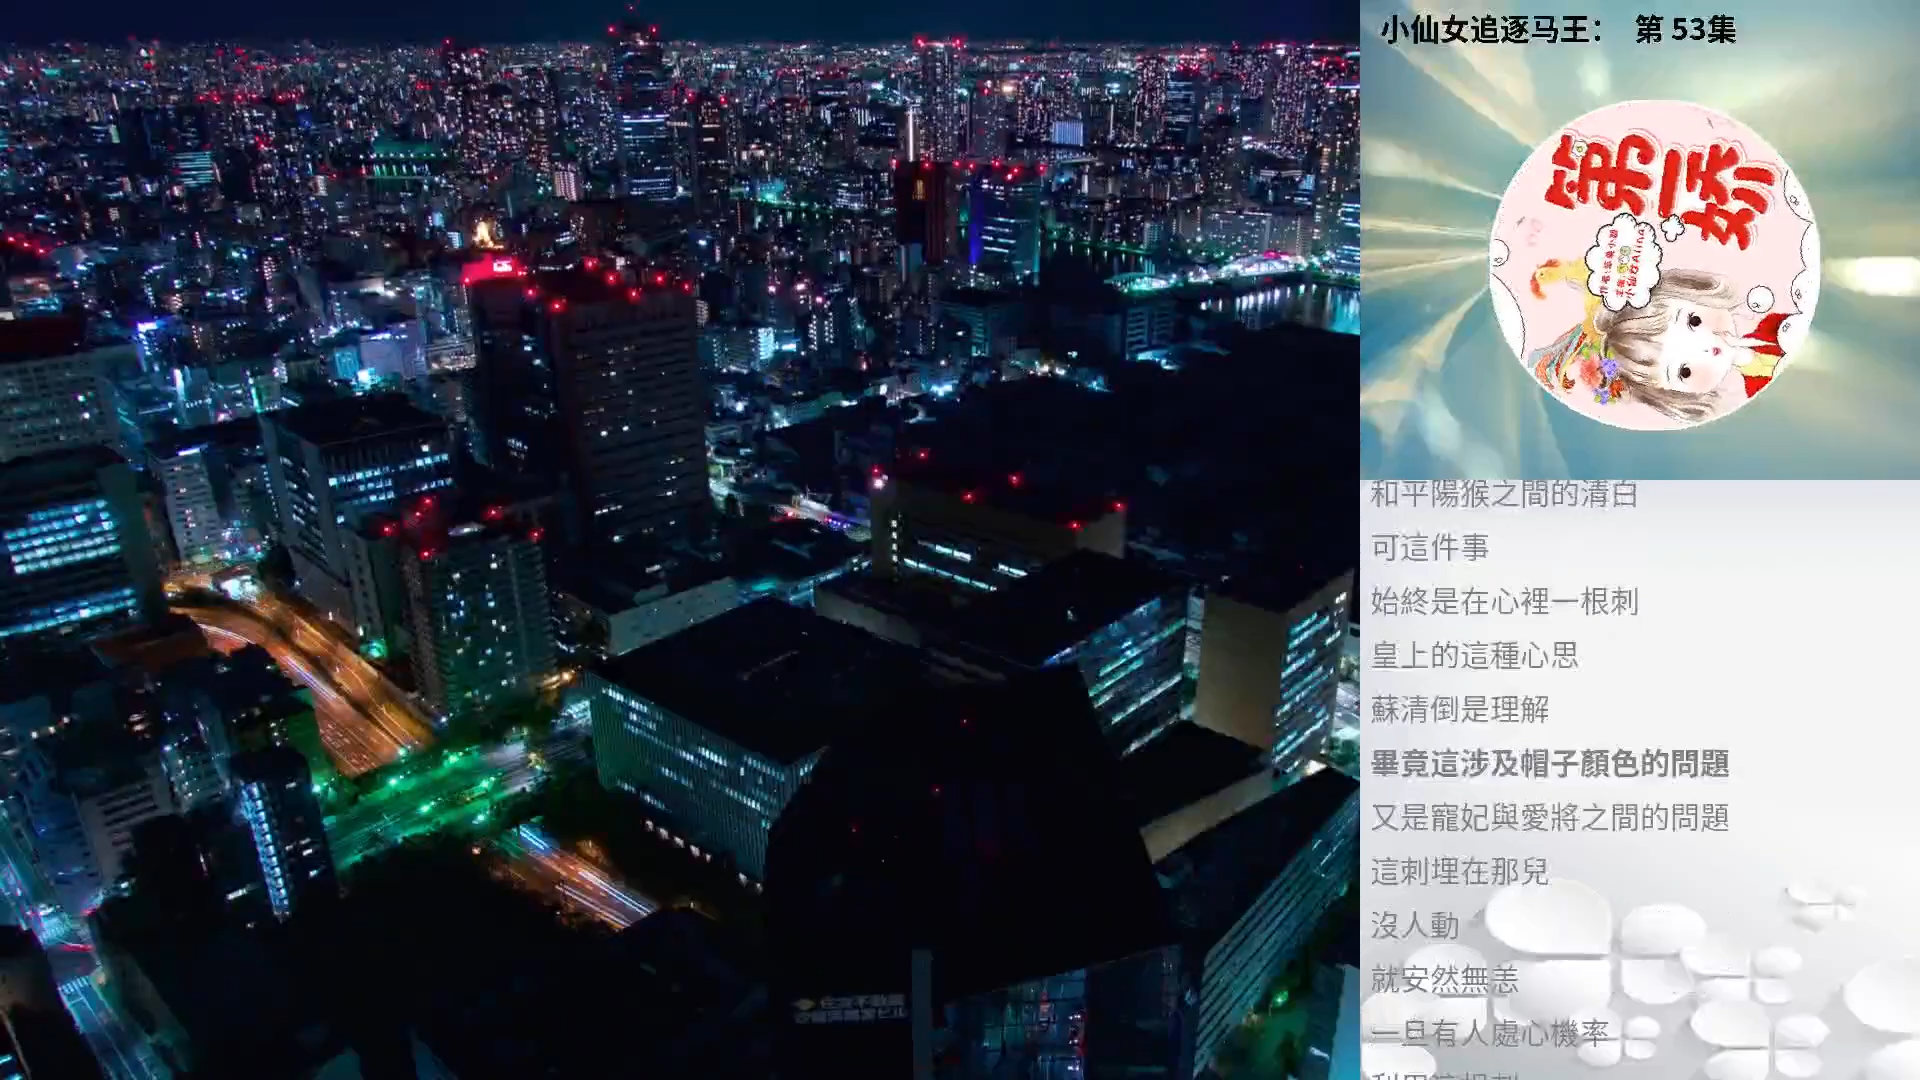 小仙女追逐马王： 第 53集
第一娇
和平陽猴之間的清白
可這件事
始終是在心裡一根刺
皇上的這種心思
蘇清倒是理解
畢竟這涉及帽子顏色的問題
又是寵妃與愛將之間的問題
這刺埋在那兒
沒人動
就安然無恙
一旦有人處心機率